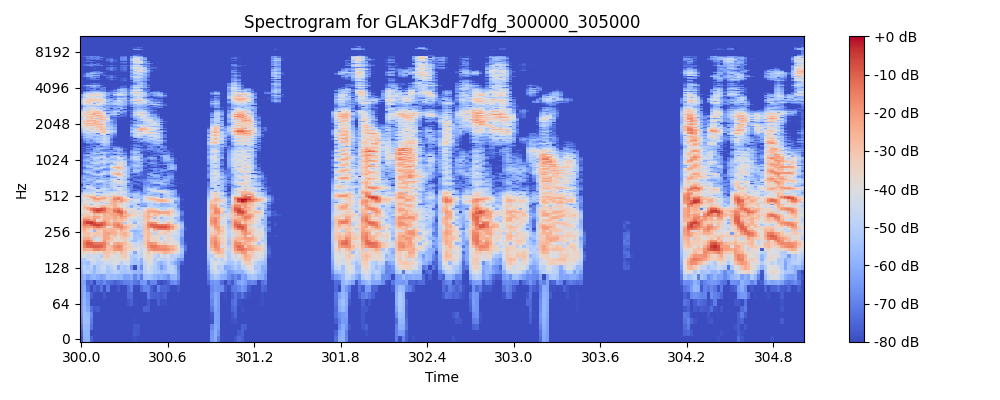 Spectrogram for GLAK3dF7dfg_300000_305000
8192
4096
2048
1024
512
256
128
64
0
Hz
300.0 300.6 301.2 301.8 302.4 303.0 303.6 304.2 304.8
Time
+0 dB
-10 dB
-20 dB
-30 dB
-40 dB
-50 dB
-60 dB
-70 dB
-80 dB